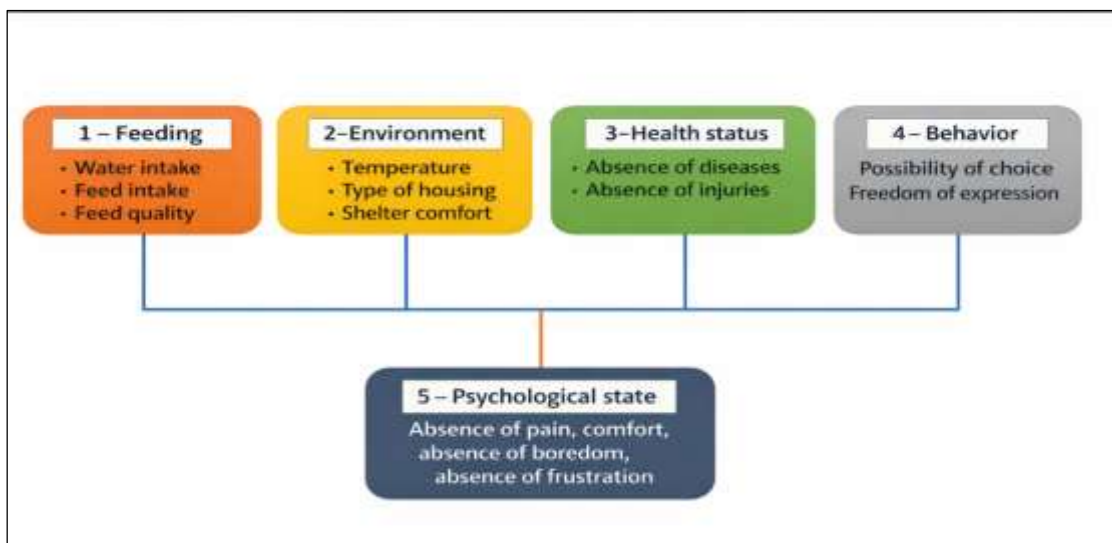 1 – Feeding
• Water intake
• Feed intake
• Feed quality
2–Environment
• Temperature
• Type of housing
• Shelter comfort
3–Health status
• Absence of diseases
• Absence of injuries
4 – Behavior
Possibility of choice
Freedom of expression
5 – Psychological state
Absence of pain, comfort,
absence of boredom,
absence of frustration